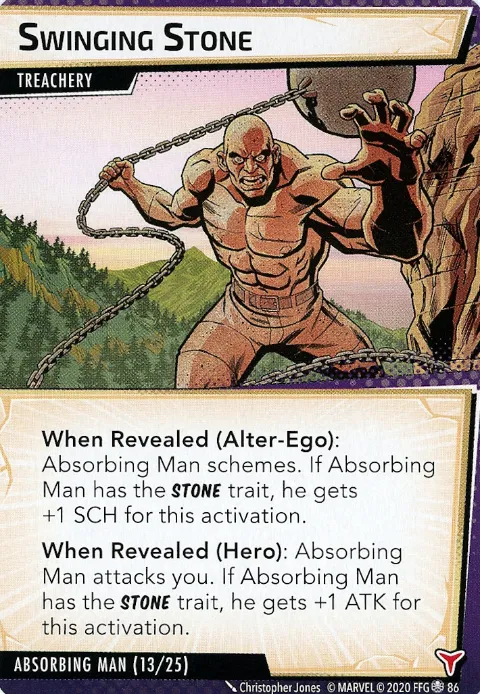 SWINGING STONE
TREACHERY
When Revealed (Alter-Ego):
Absorbing Man schemes. If Absorbing
Man has the STONE trait, he gets
+1 SCH for this activation.
When Revealed (Hero): Absorbing
Man attacks you. If Absorbing Man
has the STONE trait, he gets +1 ATK for
this activation.
ABSORBING MAN (13/25)
Christopher Jones © MARVEL © 2020 FFG 86